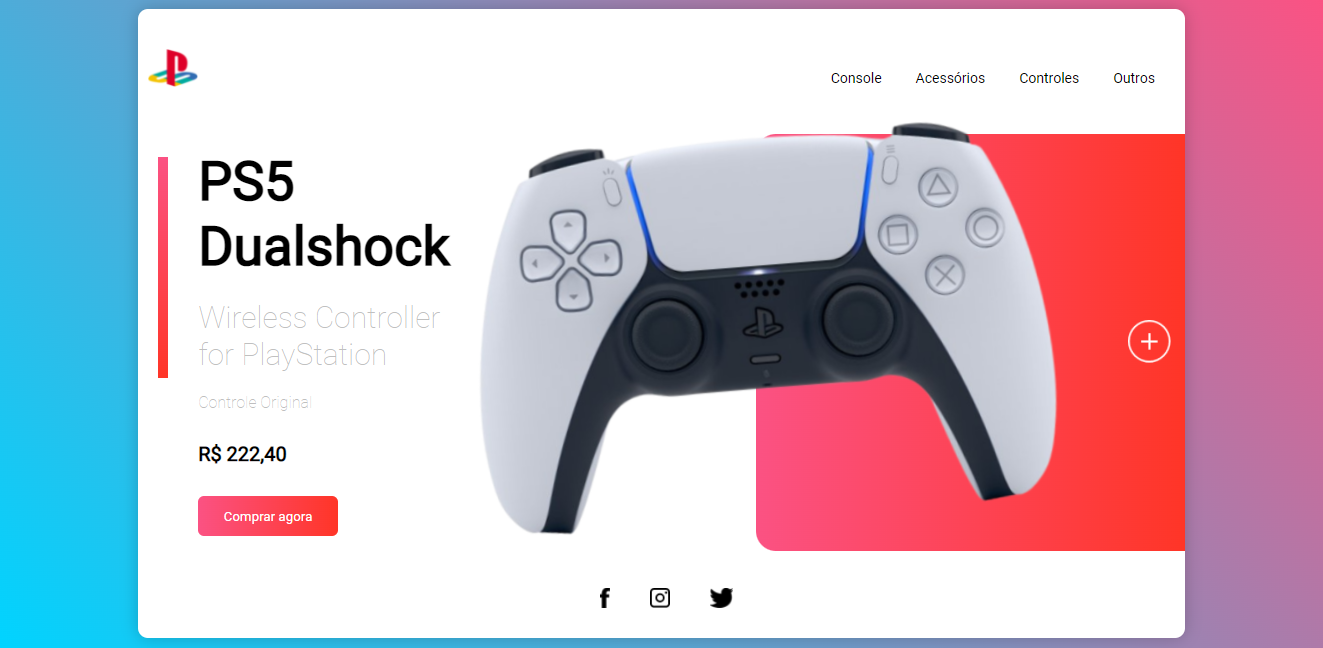 Console Acessórios Controles Outros
PS5
Dualshock
Wireless Controller
for PlayStation
Controle Original
R$ 222,40
Comprar agora